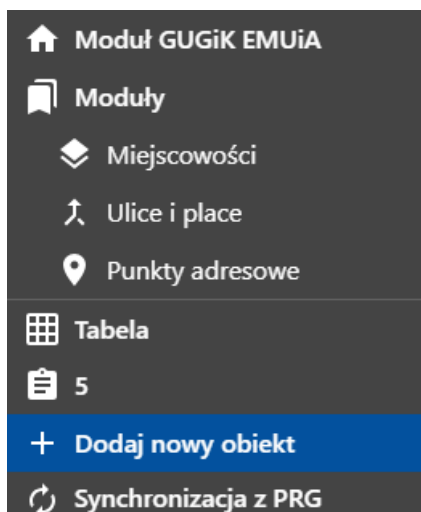 Moduł GUGiK EMUiA
Moduły
Miejscowości
Ulice i place
Punkty adresowe
Tabela
5
Dodaj nowy obiekt
Synchronizacja z PRG